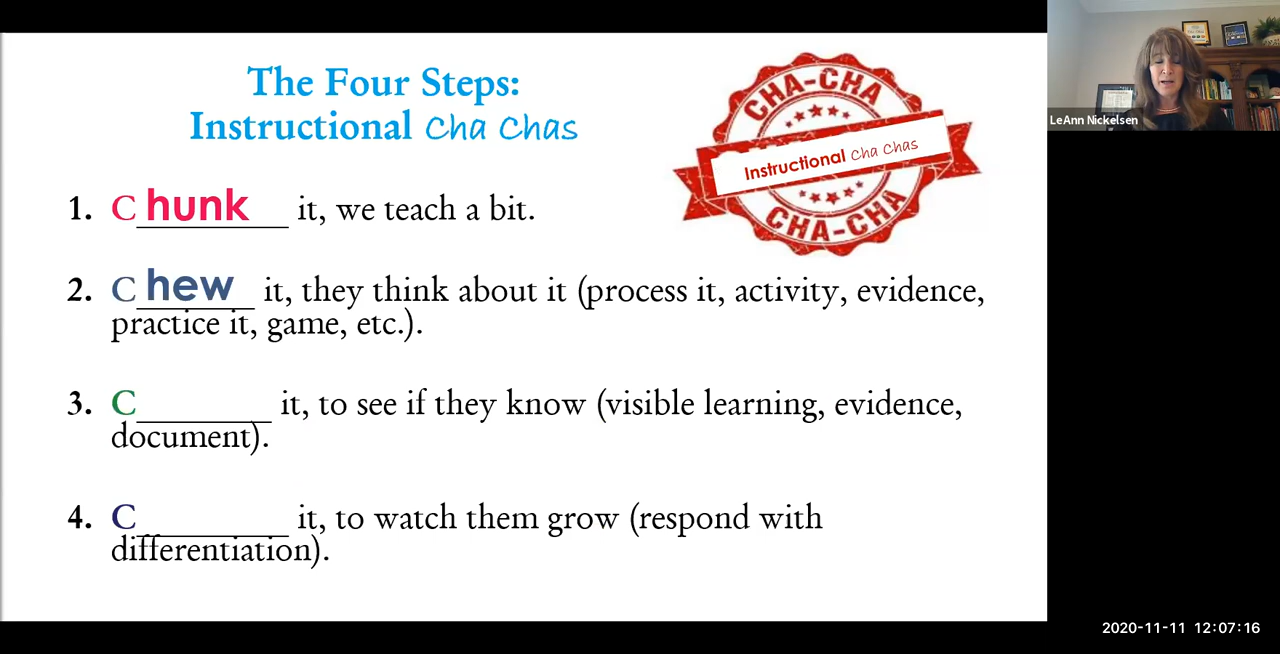 The Four Steps:
Instructional Cha Chas
CHA-CHA
Instructional Cha Chas
CHA-CHA
1. Chunk it, we teach a bit.
2. Chew it, they think about it (process it, activity, evidence,
practice it, game, etc.).
3. C_______ it, to see if they know (visible learning, evidence,
document).
4. C_________ it, to watch them grow (respond with
differentiation).
LeAnn Nickelsen
2020-11-11 12:07:16